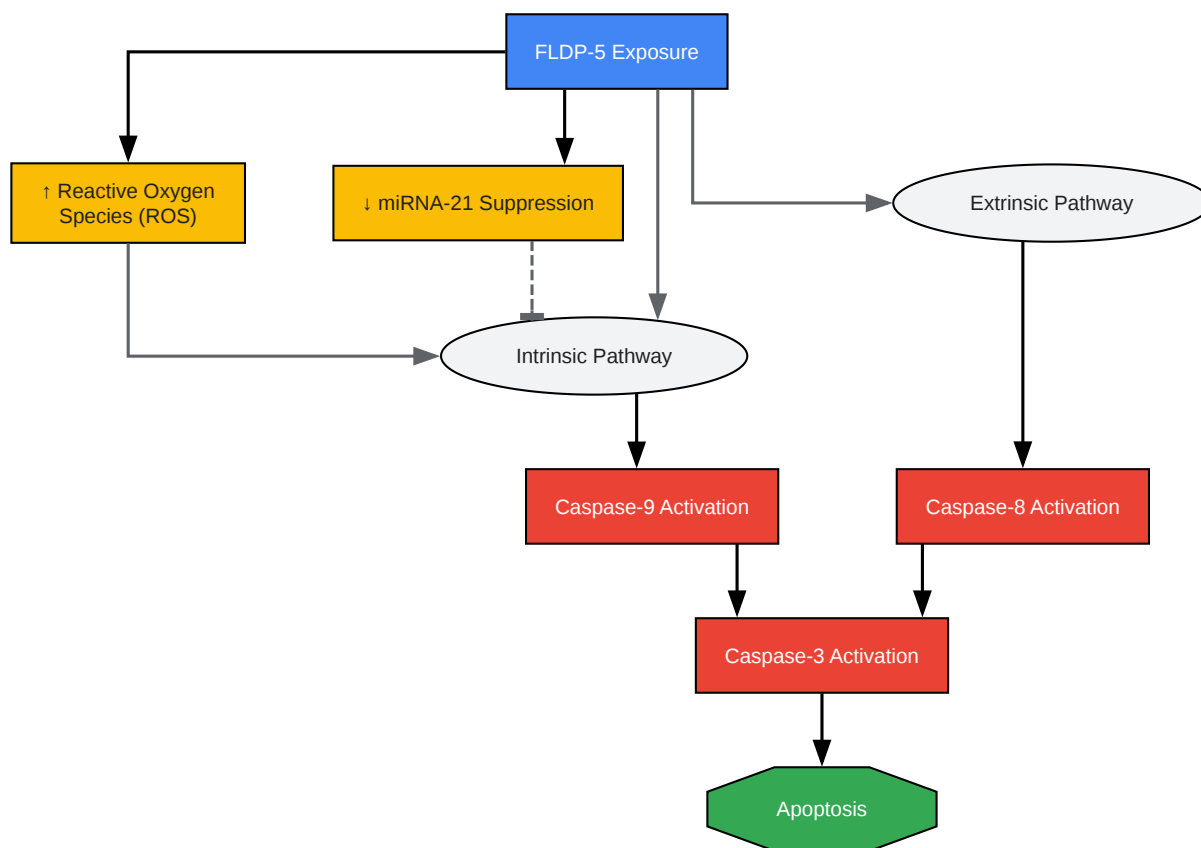 FLDP-5 Exposure
↑ Reactive Oxygen
Species (ROS)
↓ miRNA-21 Suppression
Extrinsic Pathway
Intrinsic Pathway
Caspase-9 Activation
Caspase-8 Activation
Caspase-3 Activation
Apoptosis